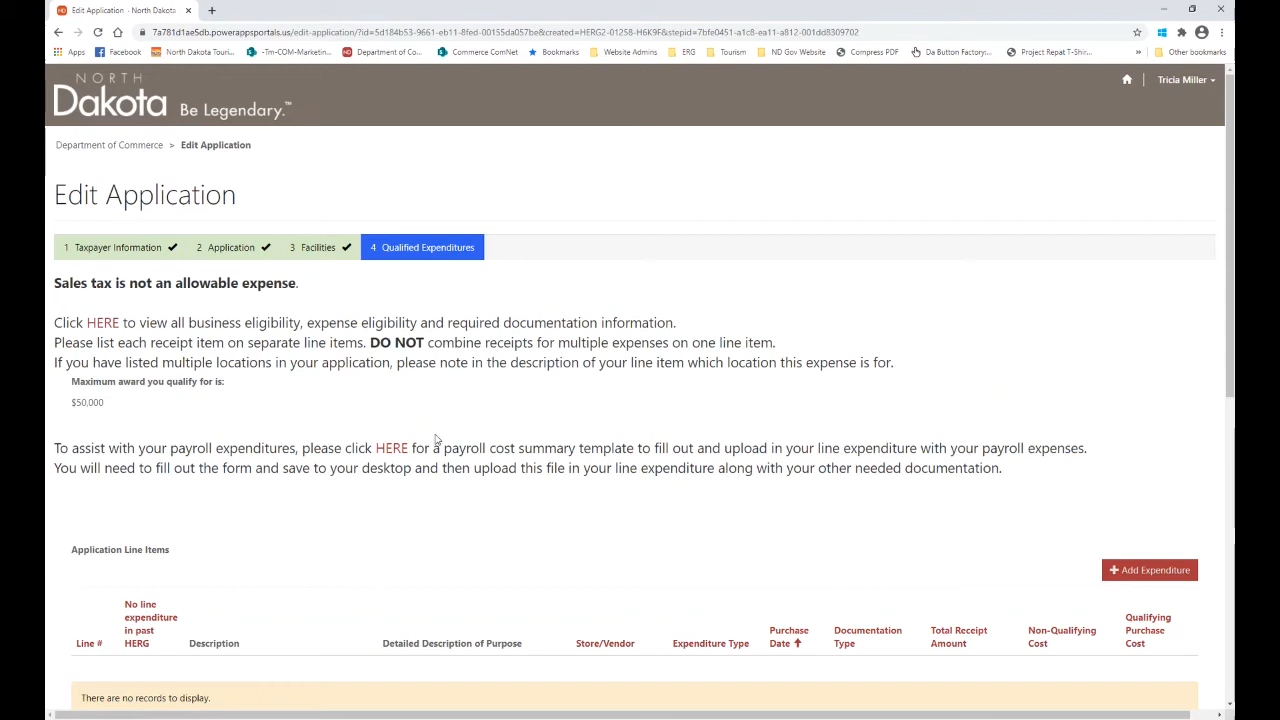 Edit Application - North Dakota
7a781d1ae5db.powerappsportals.us/edit-application/?id=5d184b53-9661-eb11-8fed-00155da057be&created=HERG2-01258-H6K9F&stepid=7bfe0451-a1c8-ea11-a812-001dd8309702
Apps Facebook North Dakota Touri... -Tm-COM-Marketin... Department of Co... Commerce ComNet Bookmarks Website Admins ERG Tourism ND Gov Website Compress PDF Da Button Factory:... Project Repat T-Shir... » Other bookmarks
NORTH
Dakota Be Legendary.™
Tricia Miller
Department of Commerce > Edit Application
Edit Application
1 Taxpayer Information ✔ 2 Application ✔ 3 Facilities ✔ 4 Qualified Expenditures
Sales tax is not an allowable expense.
Click HERE to view all business eligibility, expense eligibility and required documentation information.
Please list each receipt item on separate line items. DO NOT combine receipts for multiple expenses on one line item.
If you have listed multiple locations in your application, please note in the description of your line item which location this expense is for.
Maximum award you qualify for is:
$50,000
To assist with your payroll expenditures, please click HERE for a payroll cost summary template to fill out and upload in your line expenditure with your payroll expenses.
You will need to fill out the form and save to your desktop and then upload this file in your line expenditure along with your other needed documentation.
Application Line Items
+ Add Expenditure
Line #
No line
expenditure
in past
HERG
Description
Detailed Description of Purpose
Store/Vendor
Expenditure Type
Purchase
Date ↑
Documentation
Type
Total Receipt
Amount
Non-Qualifying
Cost
Qualifying
Purchase
Cost
There are no records to display.